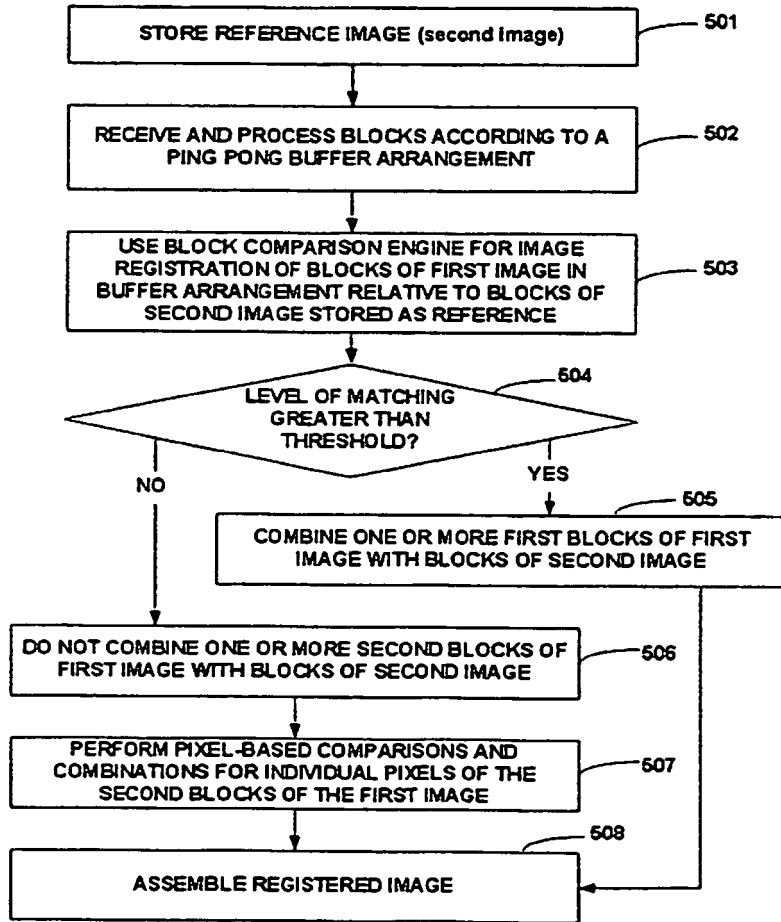 STORE REFERENCE IMAGE (second image)
501
RECEIVE AND PROCESS BLOCKS ACCORDING TO A
PING PONG BUFFER ARRANGEMENT
502
USE BLOCK COMPARISON ENGINE FOR IMAGE
REGISTRATION OF BLOCKS OF FIRST IMAGE IN
BUFFER ARRANGEMENT RELATIVE TO BLOCKS OF
SECOND IMAGE STORED AS REFERENCE
503
504
LEVEL OF MATCHING
GREATER THAN
THRESHOLD?
NO
YES
505
COMBINE ONE OR MORE FIRST BLOCKS OF FIRST
IMAGE WITH BLOCKS OF SECOND IMAGE
DO NOT COMBINE ONE OR MORE SECOND BLOCKS OF
FIRST IMAGE WITH BLOCKS OF SECOND IMAGE
506
PERFORM PIXEL-BASED COMPARISONS AND
COMBINATIONS FOR INDIVIDUAL PIXELS OF THE
SECOND BLOCKS OF THE FIRST IMAGE
507
508
ASSEMBLE REGISTERED IMAGE